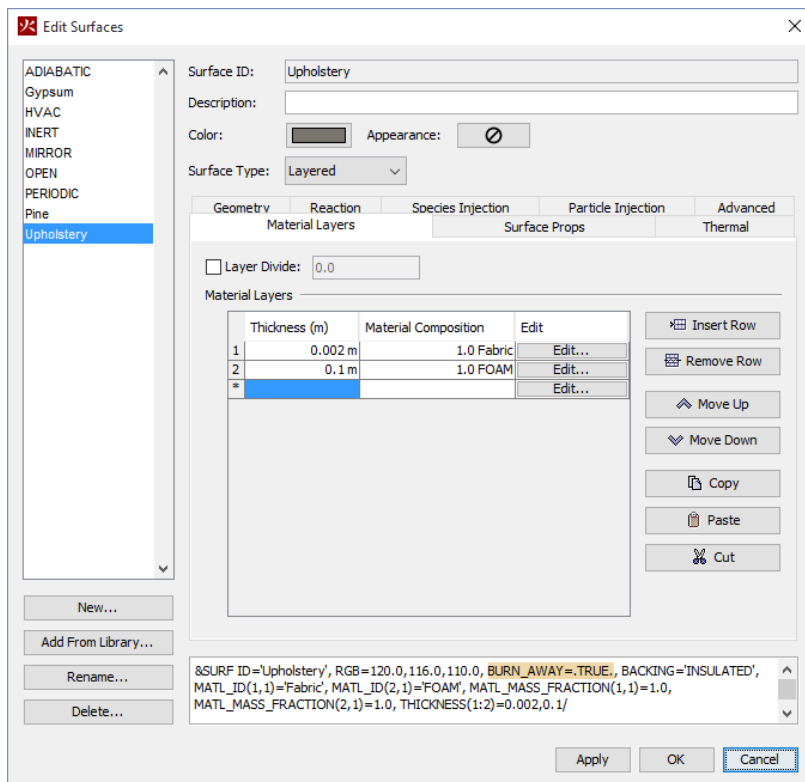 火 Edit Surfaces
ADIABATIC
Gypsum
HVAC
INERT
MIRROR
OPEN
PERIODIC
Pine
Upholstery
New...
Add From Library...
Rename...
Delete...
Surface ID: Upholstery
Description:
Color: Appearance:
Surface Type: Layered
Geometry Reaction Species Injection Particle Injection Advanced
Material Layers Surface Props Thermal
Layer Divide: 0.0
Material Layers
Thickness (m) Material Composition Edit
1 0.002 m 1.0 Fabric Edit...
2 0.1 m 1.0 FOAM Edit...
* Edit...
Insert Row
Remove Row
Move Up
Move Down
Copy
Paste
Cut
&SURF ID='Upholstery', RGB=120.0,116.0,110.0, BURN_AWAY=.TRUE., BACKING='INSULATED',
MATL_ID(1,1)='Fabric', MATL_ID(2,1)='FOAM', MATL_MASS_FRACTION(1,1)=1.0,
MATL_MASS_FRACTION(2,1)=1.0, THICKNESS(1:2)=0.002,0.1/
Apply OK Cancel